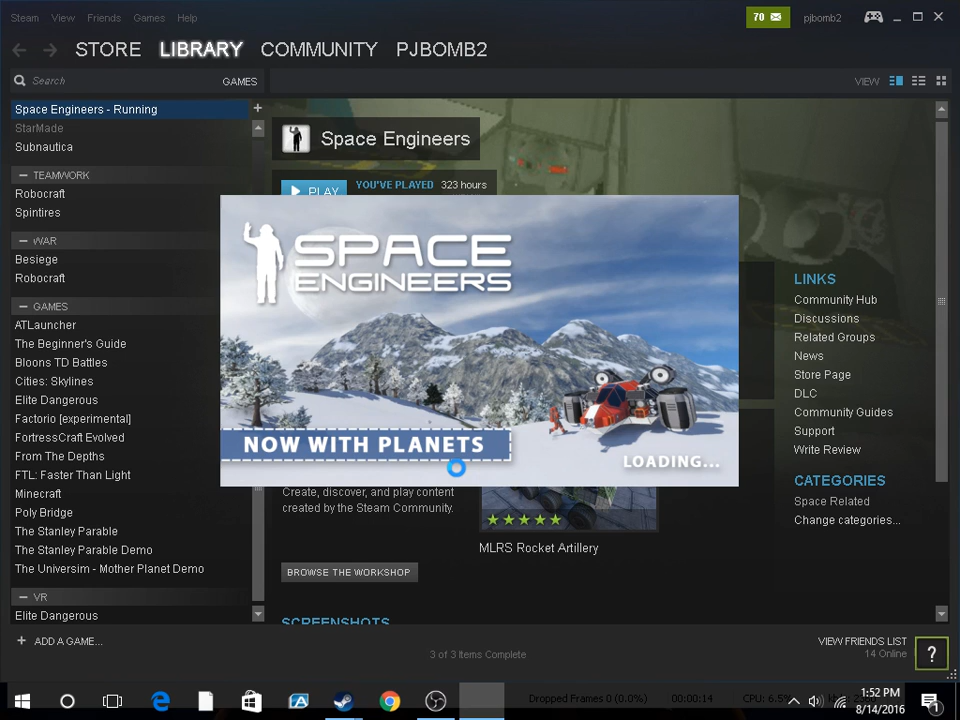 Steam View Friends Games Help
70
pjbomb2
STORE LIBRARY COMMUNITY PJBOMB2
Search
GAMES
VIEW
Space Engineers - Running
StarMade
Subnautica
TEAMWORK
Robocraft
Spintires
WAR
Besiege
Robocraft
GAMES
ATLauncher
The Beginner's Guide
Bloons TD Battles
Cities: Skylines
Elite Dangerous
Factorio [experimental]
FortressCraft Evolved
From The Depths
FTL: Faster Than Light
Minecraft
Poly Bridge
The Stanley Parable
The Stanley Parable Demo
The Universim - Mother Planet Demo
VR
Elite Dangerous
+ ADD A GAME...
Space Engineers
PLAY
YOU'VE PLAYED 323 hours
SPACE
ENGINEERS
NOW WITH PLANETS
LOADING...
Create, discover, and play content
created by the Steam Community.
BROWSE THE WORKSHOP
MLRS Rocket Artillery
SCREENSHOTS
LINKS
Community Hub
Discussions
Related Groups
News
Store Page
DLC
Community Guides
Support
Write Review
CATEGORIES
Space Related
Change categories...
3 of 3 Items Complete
VIEW FRIENDS LIST
14 Online
?
Dropped Frames 0 (0.0%)
00:00:14
CPU: 6.5%
1:52 PM
8/14/2016
1